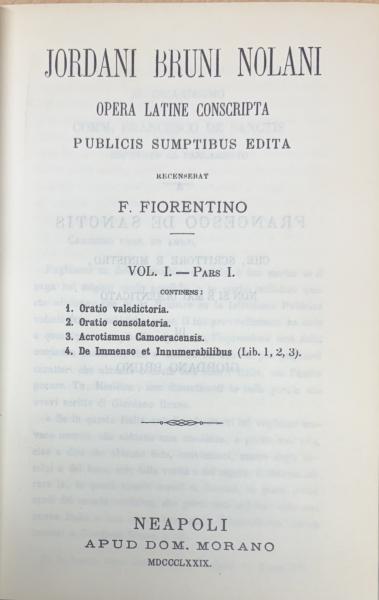 JORDANI BRUNI NOLANI
OPERA LATINE CONSCRIPTA
PUBLICIS SUMPTIBUS EDITA
RECENSEBAT
F. FIORENTINO
VOL. I. — PARS I.
CONTINENS:
1. Oratio valedictoria.
2. Oratio consolatoria.
3. Acrotismus Camoeracensis.
4. De Immenso et Innumerabilibus (Lib. 1, 2, 3).
NEAPOLI
APUD DOM. MORANO
MDCCCLXXIX.